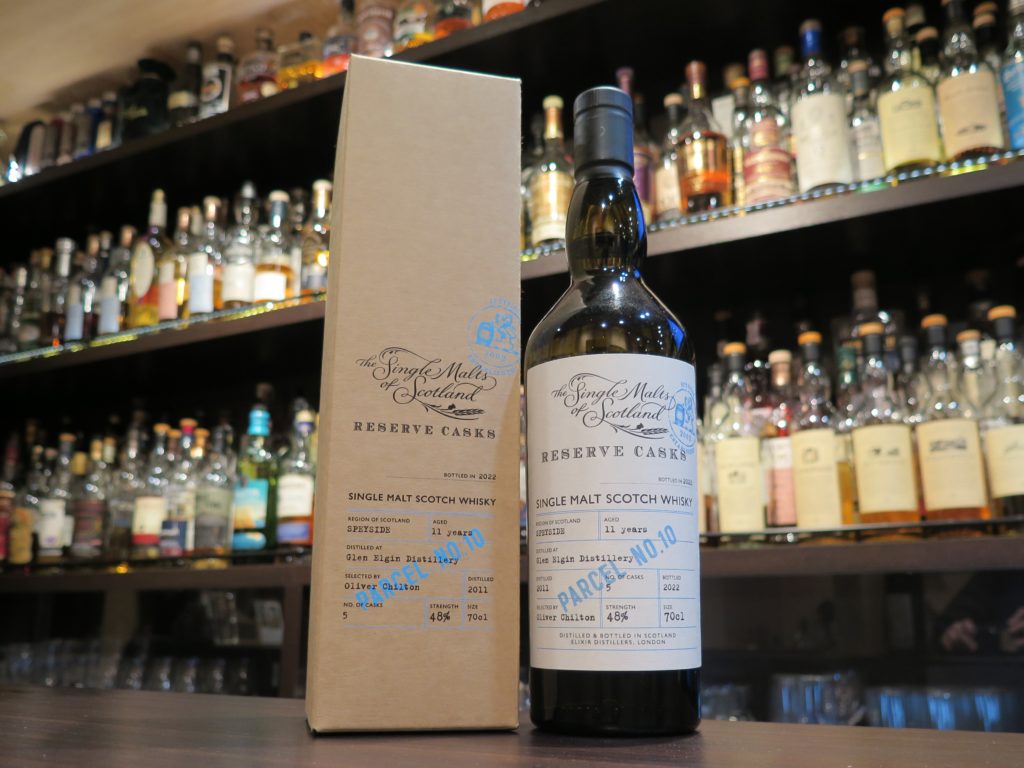 The Single Malts
of Scotland
RESERVE CASKS
BOTTLED IN 2022
SINGLE MALT SCOTCH WHISKY
REGION OF SCOTLAND
SPEYSIDE
AGED
11 years
DISTILLED AT
Glen Elgin Distillery
SELECTED BY
Oliver Chilton
DISTILLED
2011
NO. OF CASKS
5
STRENGTH
48%
SIZE
70cl
PARCEL NO.10
2005
The Single Malts
of Scotland
RESERVE CASKS
BOTTLED IN 2022
SINGLE MALT SCOTCH WHISKY
REGION OF SCOTLAND
SPEYSIDE
AGED
11 years
DISTILLED AT
Glen Elgin Distillery
DISTILLED
2011
NO. OF CASKS
5
BOTTLED
2022
SELECTED BY
Oliver Chilton
STRENGTH
48%
SIZE
70cl
PARCEL NO.10
2005
DISTILLED & BOTTLED IN SCOTLAND
ELIXIR DISTILLERS, LONDON